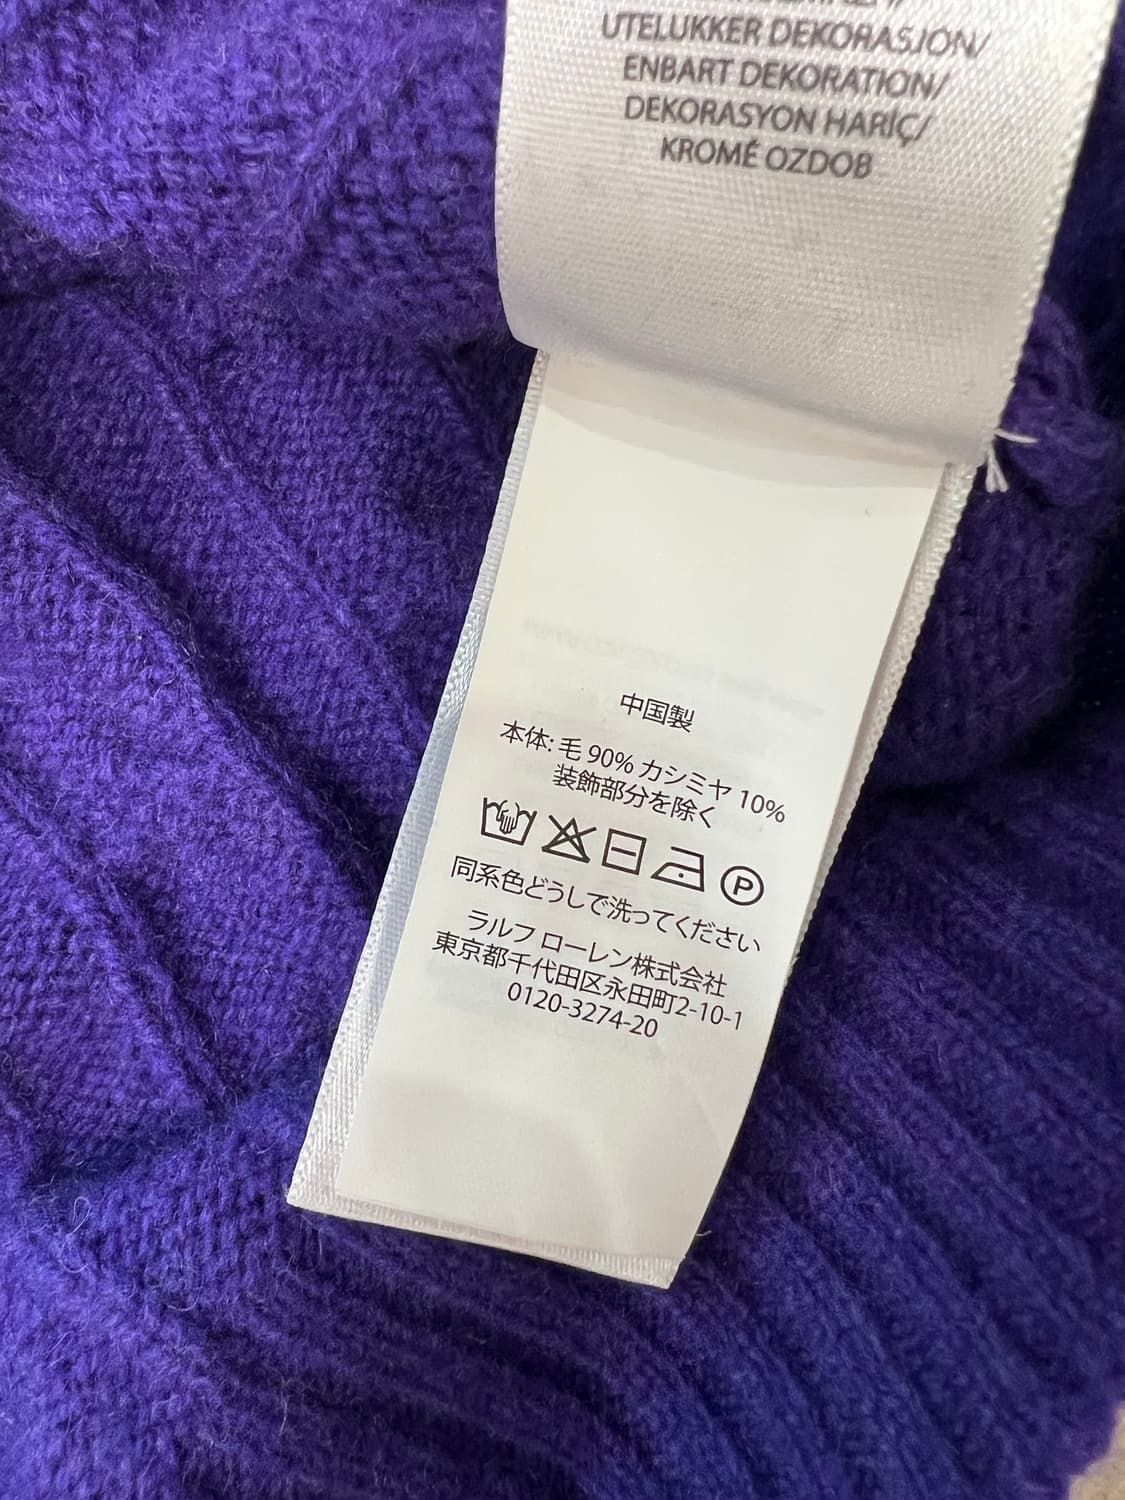 UTELUKKER DEKORASJON/
ENBART DEKORATION/
DEKORASYON HARİÇ/
KROMĚ OZDOB
中国製
本体: 毛 90% カシミヤ 10%
装飾部分を除く
P
同系色どうしで洗ってください
ラルフ ローレン株式会社
東京都千代田区永田町2-10-1
0120-3274-20